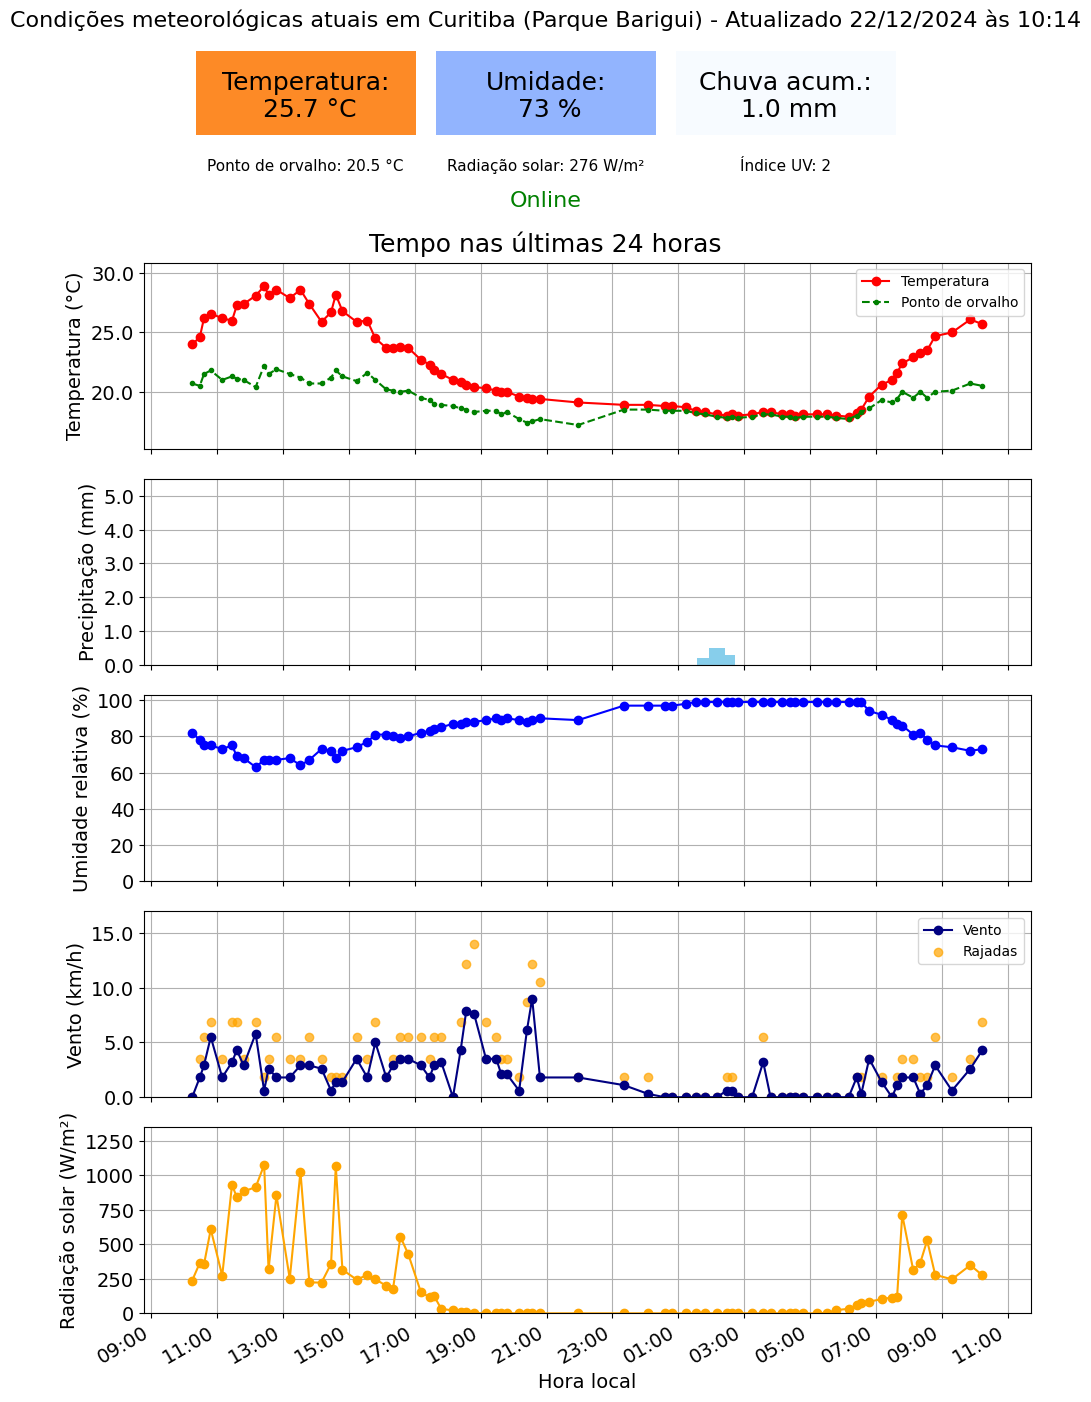 Condições meteorológicas atuais em Curitiba (Parque Barigui) - Atualizado 22/12/2024 às 10:14
Temperatura:
25.7 °C
Umidade:
73 %
Chuva acum.:
1.0 mm
Ponto de orvalho: 20.5 °C
Radiação solar: 276 W/m²
Índice UV: 2
Online
Tempo nas últimas 24 horas
Temperatura (°C)
30.0
25.0
20.0
Temperatura
Ponto de orvalho
Precipitação (mm)
5.0
4.0
3.0
2.0
1.0
0.0
Umidade relativa (%)
100
80
60
40
20
0
Vento (km/h)
15.0
10.0
5.0
0.0
Vento
Rajadas
Radiação solar (W/m²)
1250
1000
750
500
250
0
09:00
11:00
13:00
15:00
17:00
19:00
21:00
23:00
01:00
03:00
05:00
07:00
09:00
11:00
Hora local